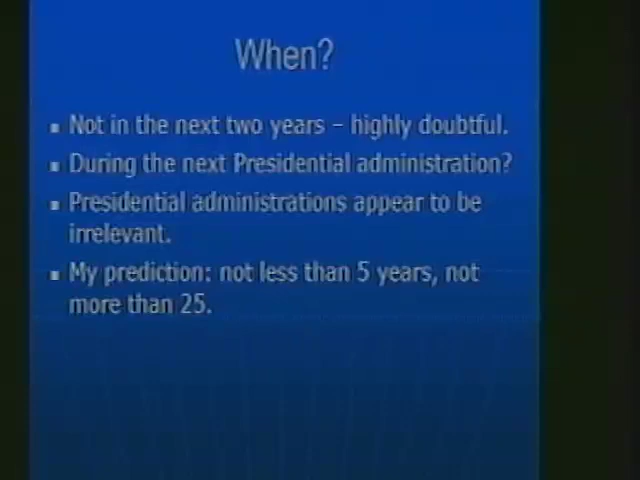 When?
Not in the next two years – highly doubtful.
During the next Presidential administration?
Presidential administrations appear to be
irrelevant.
My prediction: not less than 5 years, not
more than 25.